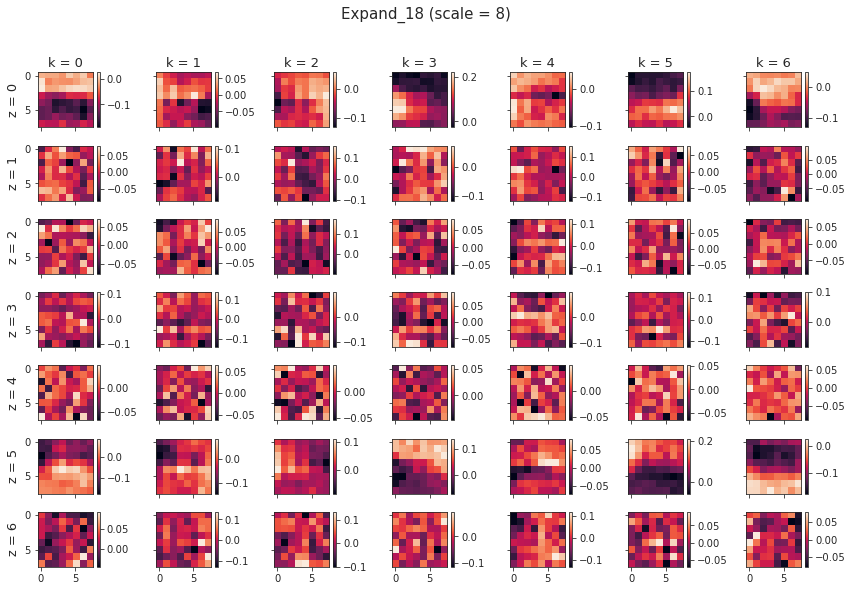 Expand_18 (scale = 8)
k = 0 k = 1 k = 2 k = 3 k = 4 k = 5 k = 6
z = 0 0 5 0.0 −0.1 0.05 0.00 −0.05 0.0 −0.1 0.2 0.0 0.0 −0.1 0.1 0.0 0.0 −0.1
z = 1 0 5 0.05 0.00 −0.05 0.1 0.0 0.1 0.0 −0.1 0.0 −0.1 0.1 0.0 −0.1 0.05 0.00 −0.05 0.0 −0.1
z = 2 0 5 0.05 0.00 −0.05 0.05 0.00 −0.05 0.1 0.0 0.05 0.00 −0.05 0.1 0.0 −0.1 0.05 0.00 −0.05 0.1 0.0
z = 3 0 5 0.1 0.0 −0.1 0.1 0.0 −0.1 0.0 −0.1 0.05 0.00 −0.05 0.0 −0.1 0.1 0.0 −0.1 0.1 0.0
z = 4 0 5 0.00 −0.05 0.05 0.00 −0.05 0.00 −0.05 0.05 0.00 0.00 −0.05 0.05 0.00 −0.05 0.05 0.00 −0.05
z = 5 0 5 0.0 −0.1 0.0 −0.1 0.1 0.0 0.1 0.0 0.05 0.00 −0.05 0.2 0.0 0.0 −0.1
z = 6 0 5 0.05 0.00 0.1 0.0 −0.1 0.1 0.0 −0.1 0.0 −0.1 0.1 0.0 −0.1 0.05 0.00 −0.05 0.05 0.00 −0.05
0 5 0 5 0 5 0 5 0 5 0 5 0 5